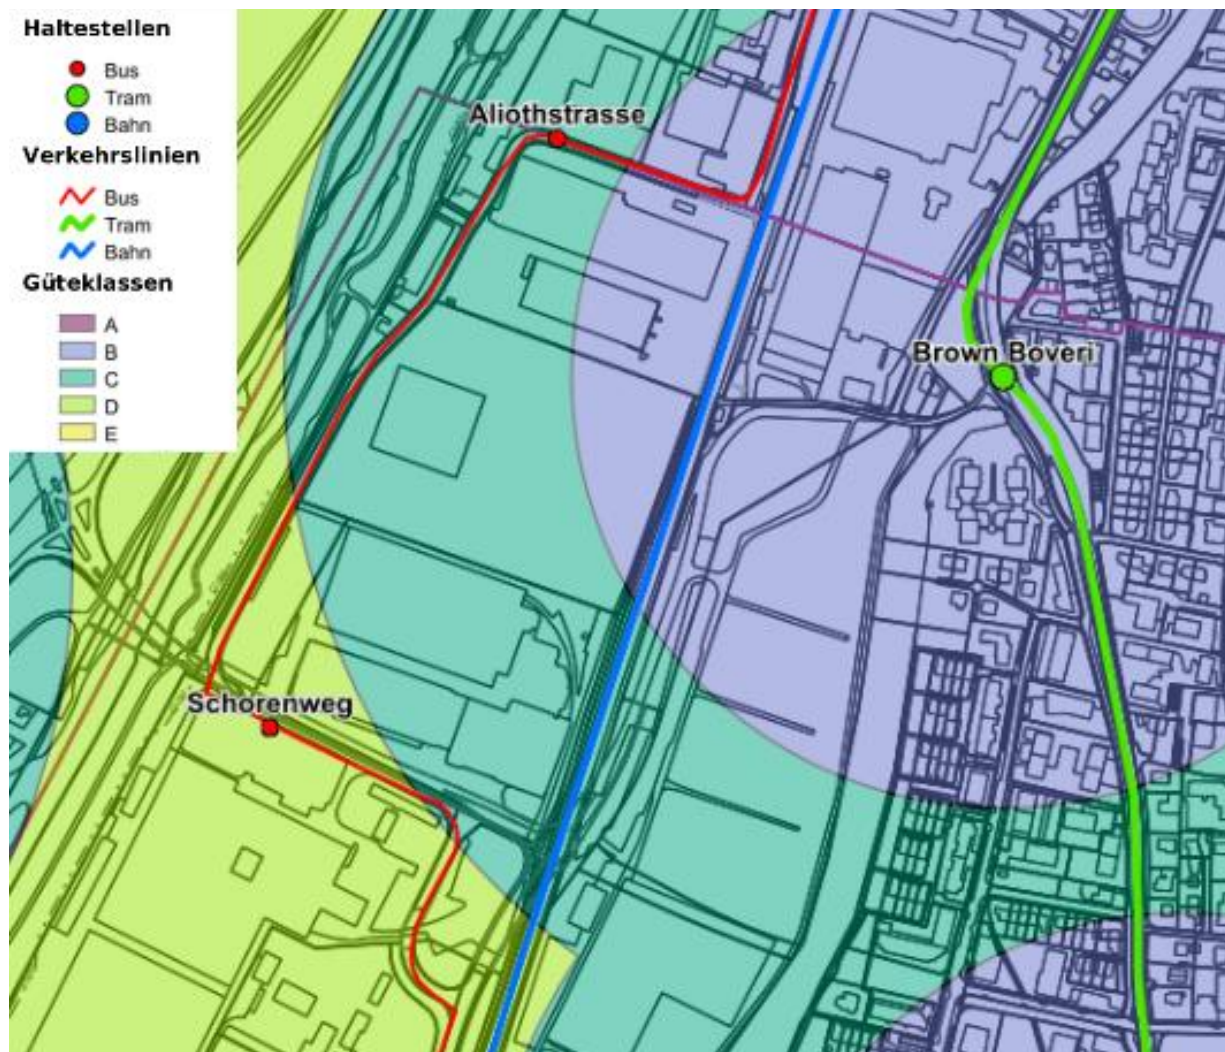 Haltestellen
Bus
Tram
Bahn
Verkehrslinien
Bus
Tram
Bahn
Güteklassen
A
B
C
D
E
Aliothstrasse
Brown Boveri
Schorenweg